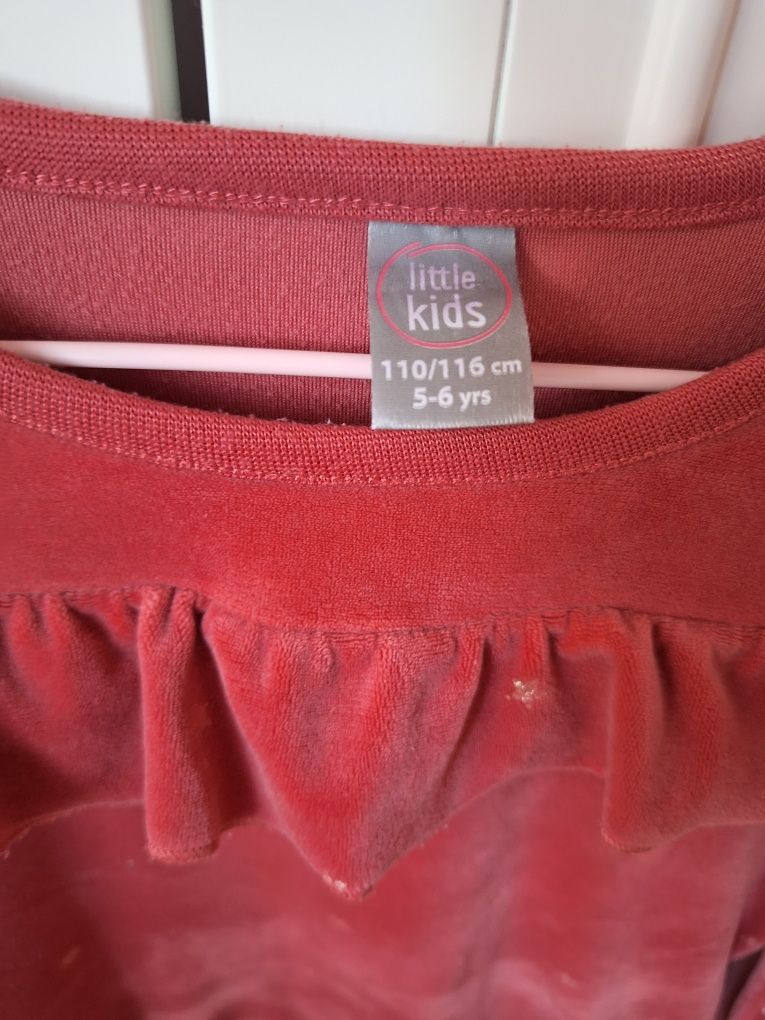 little
kids
110/116 cm
5-6 yrs